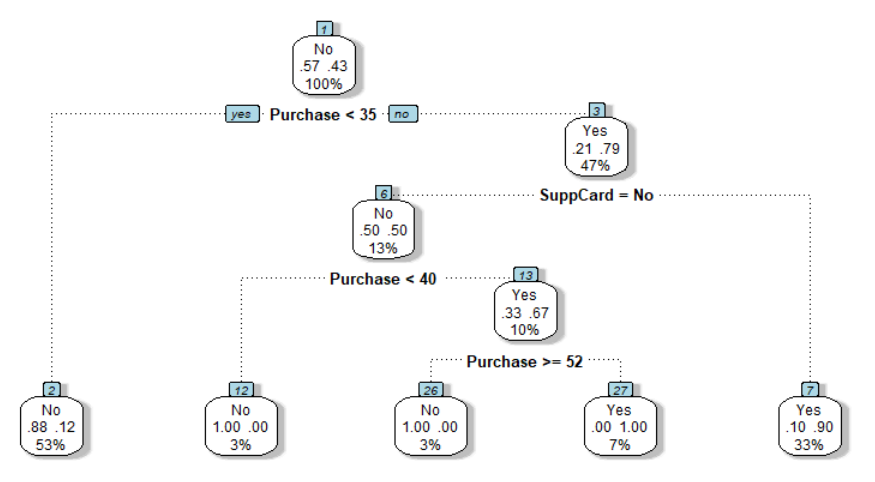 1
No
.57 .43
100%
yes Purchase < 35 no
3
Yes
.21 .79
47%
SuppCard = No
6
No
.50 .50
13%
Purchase < 40
13
Yes
.33 .67
10%
Purchase >= 52
2
No
.88 .12
53%
12
No
1.00 .00
3%
26
No
1.00 .00
3%
27
Yes
.00 1.00
7%
7
Yes
.10 .90
33%